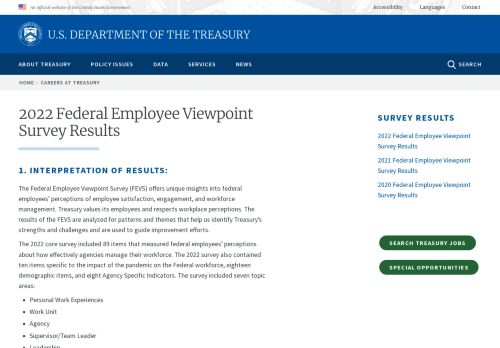 An official website of the United States Government
Accessibility
Languages
Contact
U.S. DEPARTMENT OF THE TREASURY
ABOUT TREASURY
POLICY ISSUES
DATA
SERVICES
NEWS
SEARCH
HOME › CAREERS AT TREASURY
2022 Federal Employee Viewpoint
Survey Results
1. INTERPRETATION OF RESULTS:
The Federal Employee Viewpoint Survey (FEVS) offers unique insights into federal
employees' perceptions of employee satisfaction, engagement, and workforce
management. Treasury values its employees and respects workplace perceptions. The
results of the FEVS are analyzed for patterns and themes that help us identify Treasury's
strengths and challenges and are used to guide improvement efforts.
The 2022 core survey included 89 items that measured federal employees' perceptions
about how effectively agencies manage their workforce. The 2022 survey also contained
ten items specific to the impact of the pandemic on the Federal workforce, eighteen
demographic items, and eight Agency Specific Indicators. The survey included seven topic
areas:
• Personal Work Experiences
• Work Unit
• Agency
• Supervisor/Team Leader
• Leadership
SURVEY RESULTS
2022 Federal Employee Viewpoint
Survey Results
2021 Federal Employee Viewpoint
Survey Results
2020 Federal Employee Viewpoint
Survey Results
SEARCH TREASURY JOBS
SPECIAL OPPORTUNITIES